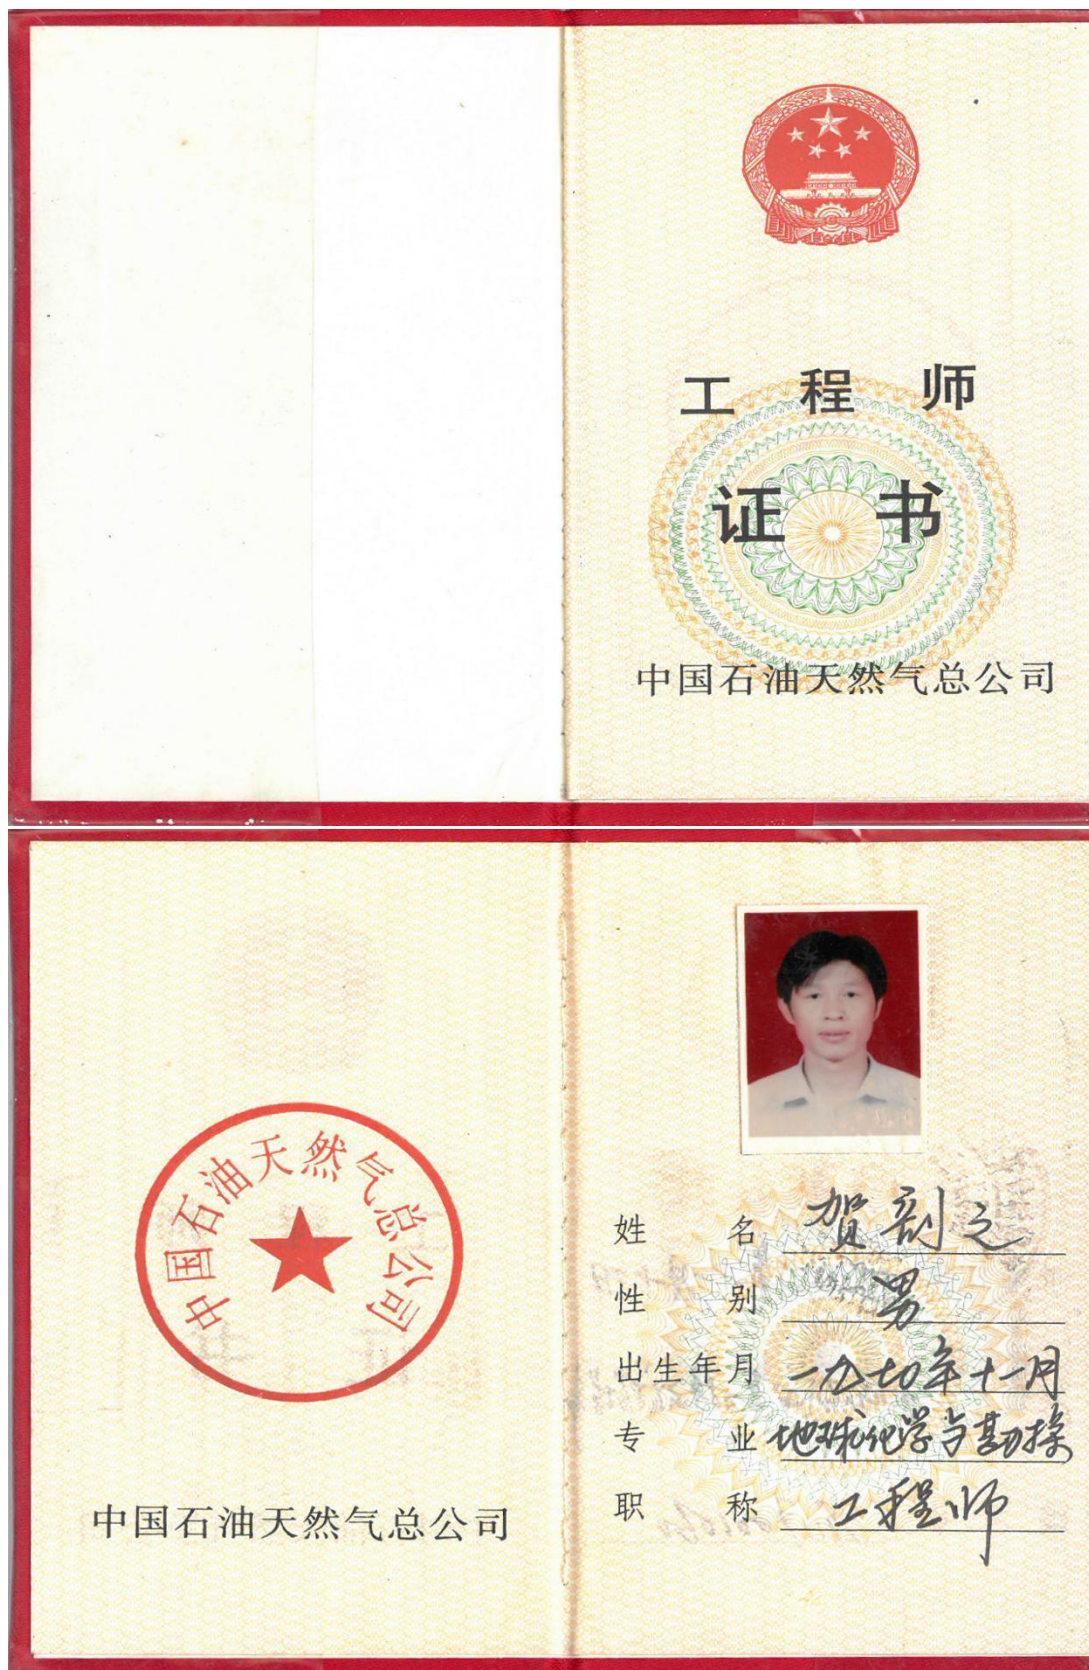 工程师
证书
中国石油天然气总公司
中国石油天然气总公司
中国石油天然气总公司
姓名 贺剖之
性别 男
出生年月 一九七0年十一月
专业 地球化学与勘探
职称 工程师